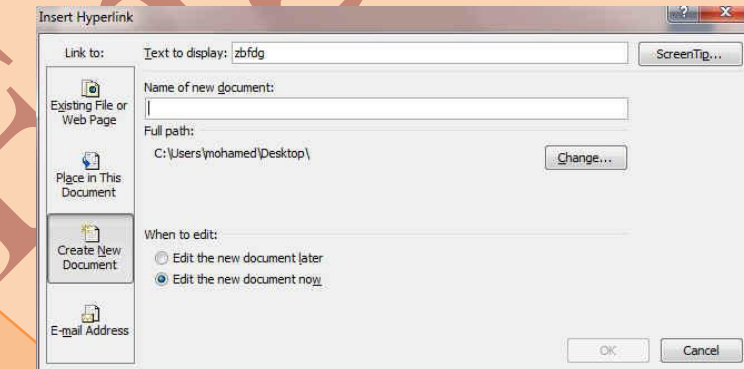 Insert Hyperlink
Link to:
Text to display: zbfdg
ScreenTip...
Existing File or
Web Page
Place in This
Document
Create New
Document
E-mail Address
Name of new document:
Full path:
C:\Users\mohamed\Desktop\
Change...
When to edit:
Edit the new document later
Edit the new document now
OK
Cancel